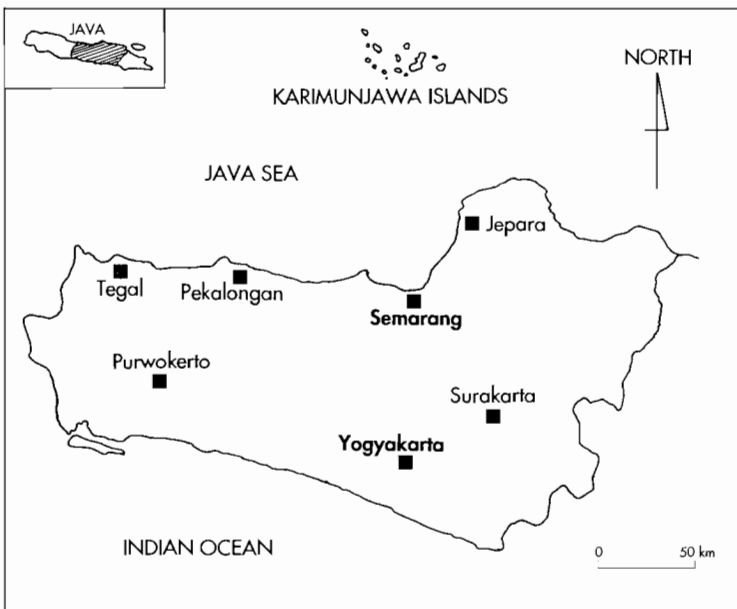 JAVA
NORTH
KARIMUNJAWA ISLANDS
JAVA SEA
Jepara
Tegal
Pekalongan
Semarang
Purwokerto
Surakarta
Yogyakarta
INDIAN OCEAN
0 50 km